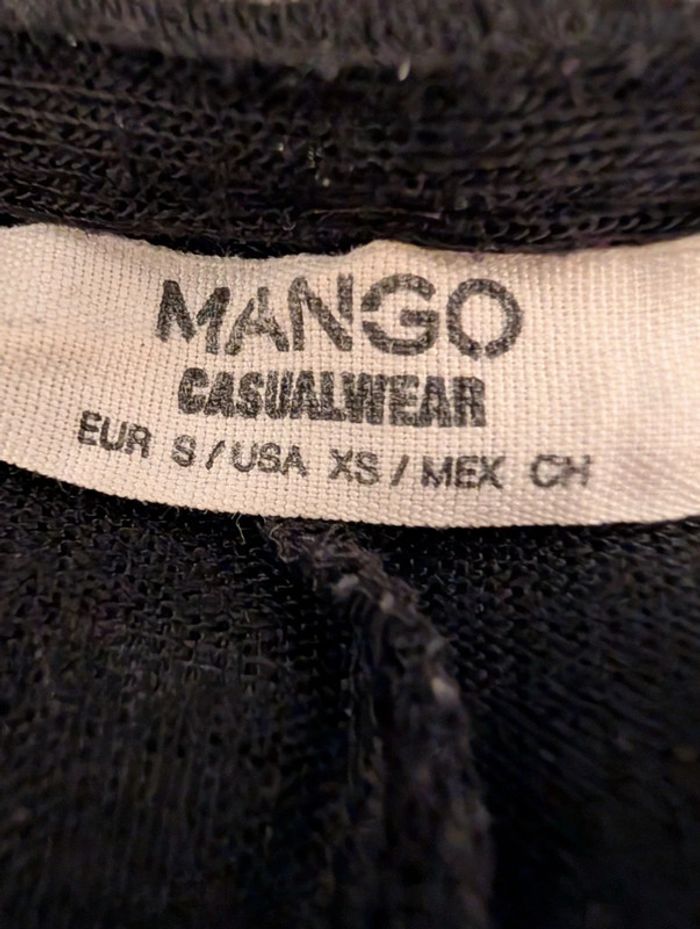 MANGO
CASUALWEAR
EUR S / USA XS / MEX CH